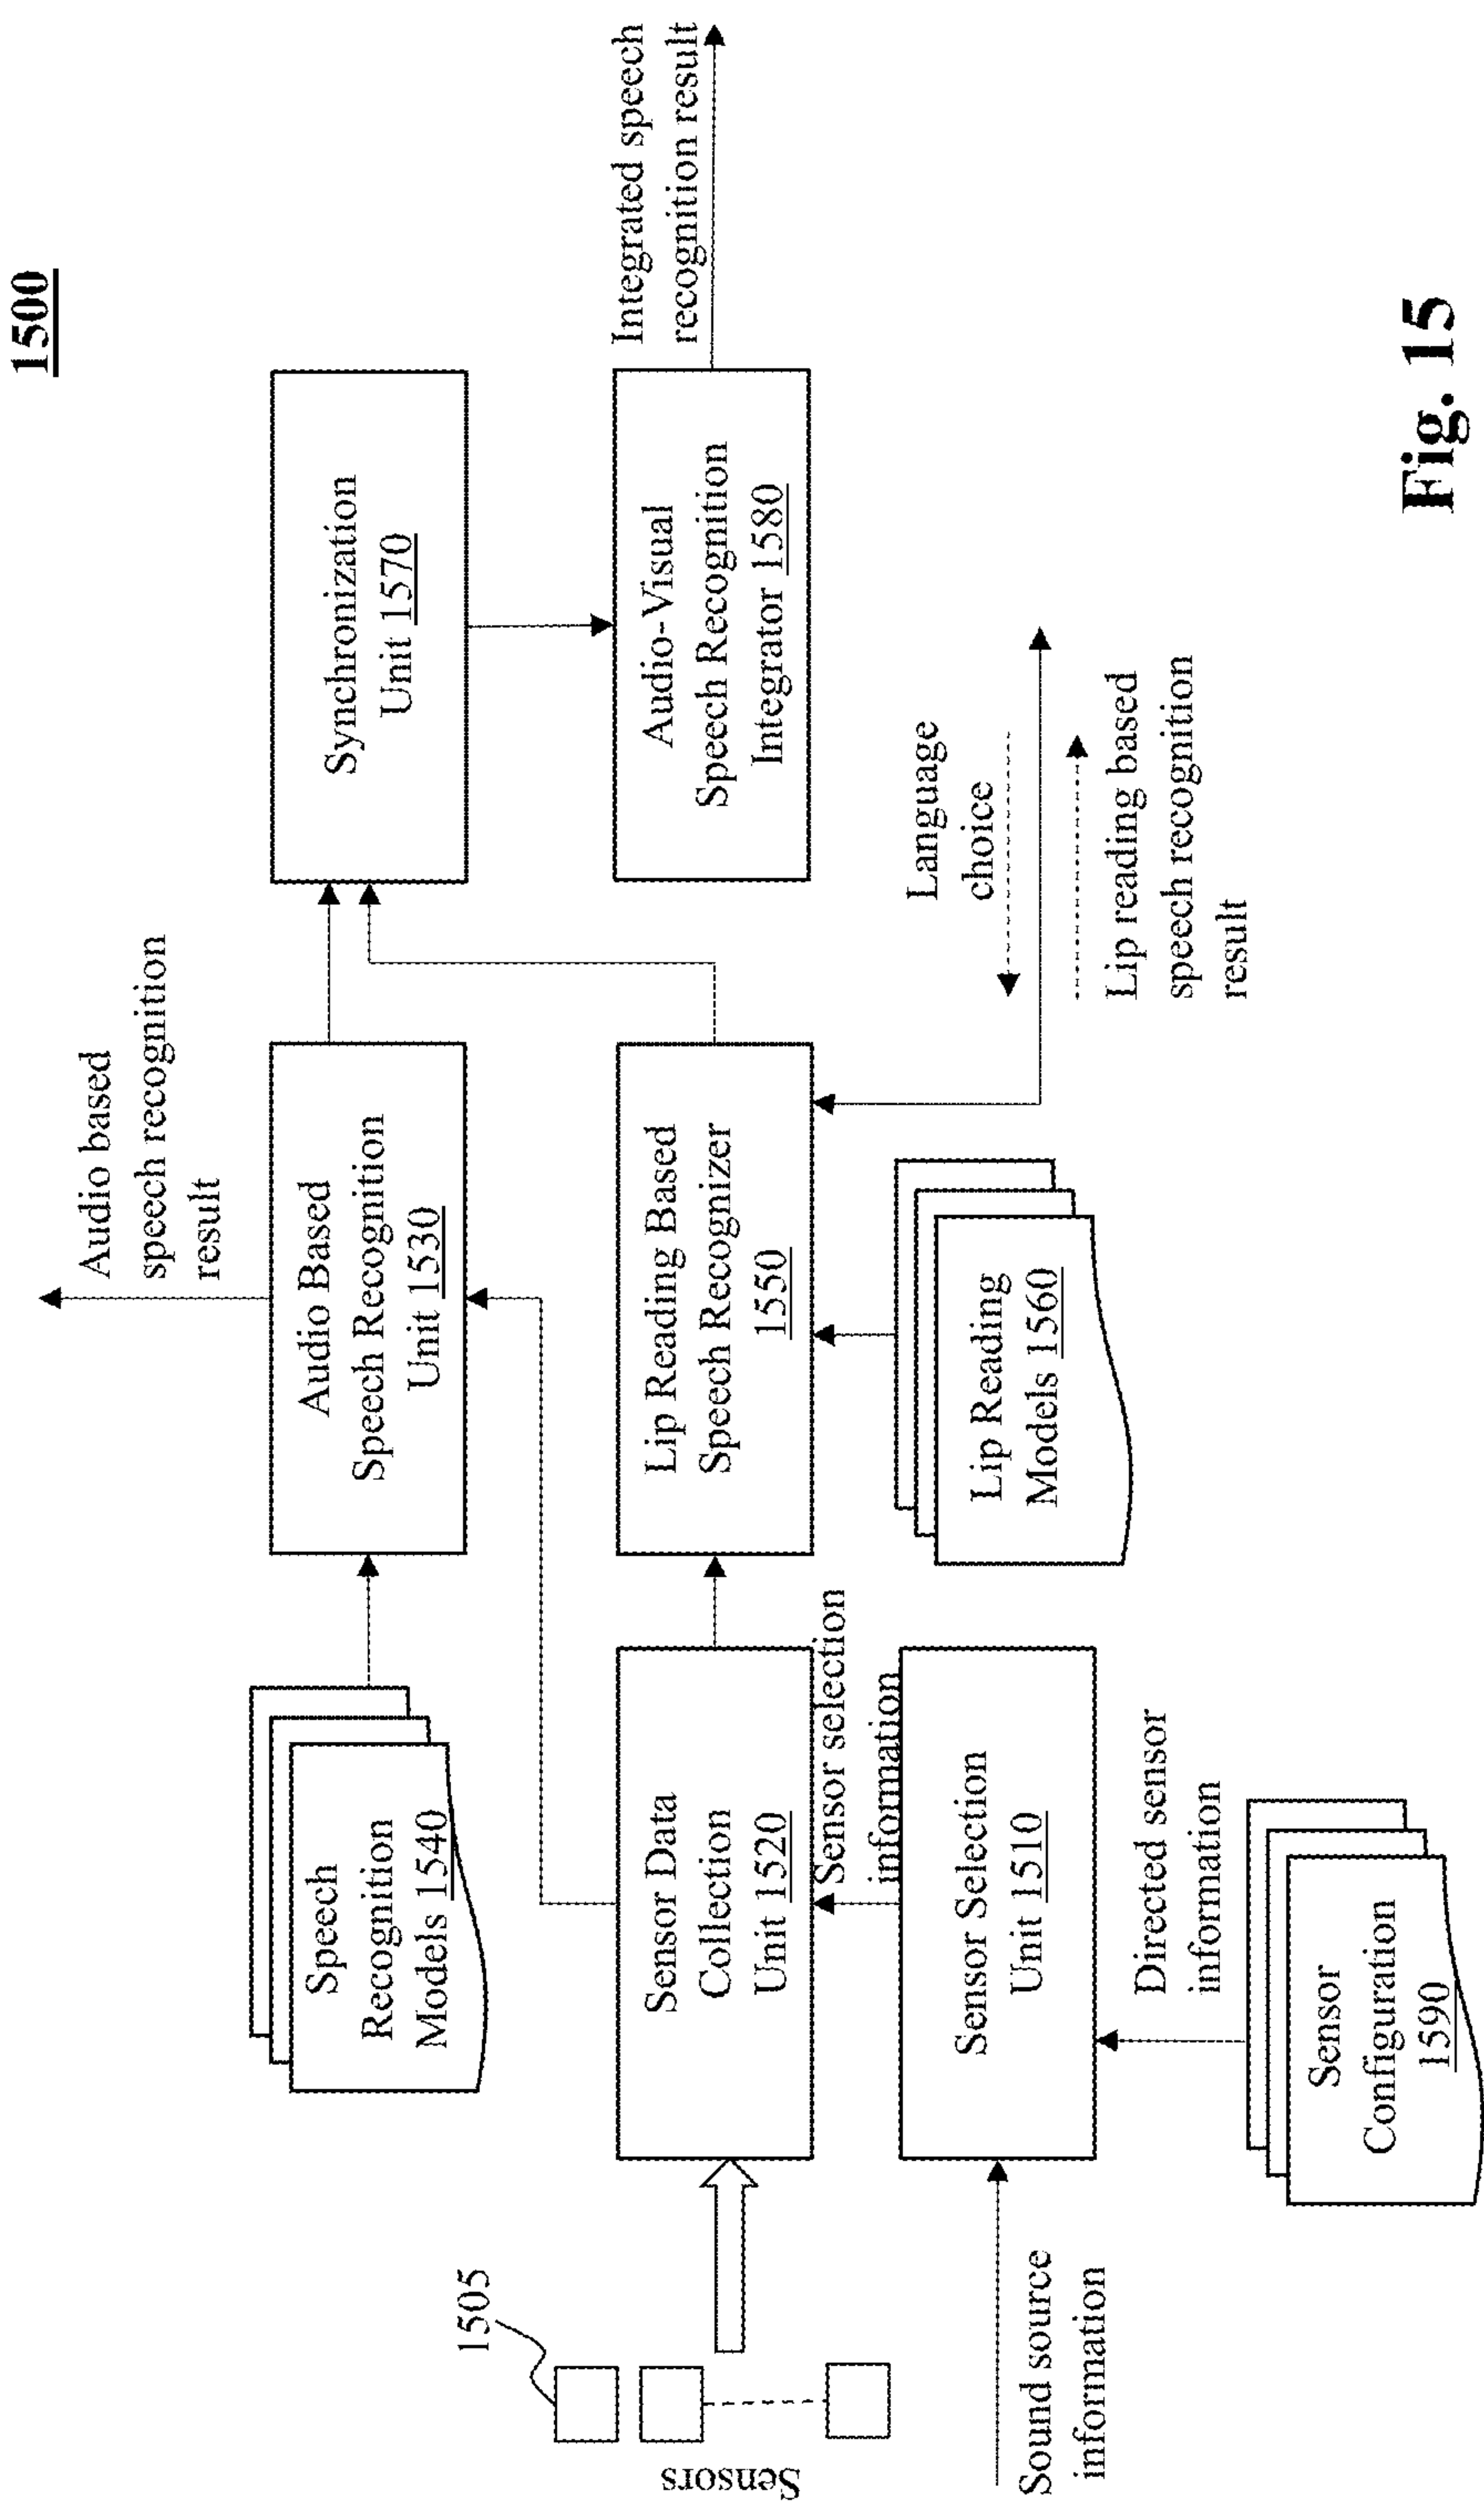 1500
Audio based
speech recognition
result
Speech
Recognition
Models 1540
Audio Based
Speech Recognition
Unit 1530
Synchronization
Unit 1570
1505
Sensors
Sensor Data
Collection
Unit 1520
Lip Reading Based
Speech Recognizer
1550
Audio-Visual
Speech Recognition
Integrator 1580
Integrated speech
recognition result
Sensor selection
information
Language
choice
Sound source
information
Sensor Selection
Unit 1510
Lip Reading
Models 1560
Lip reading based
speech recognition
result
Directed sensor
information
Sensor
Configuration
1590
Fig. 15